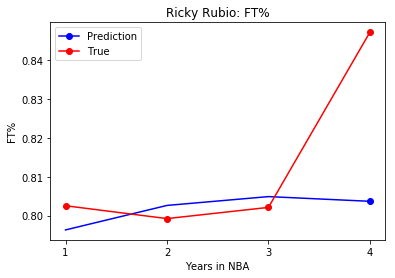 Ricky Rubio: FT%
Prediction
True
FT%
0.84
0.83
0.82
0.81
0.80
1
2
3
4
Years in NBA